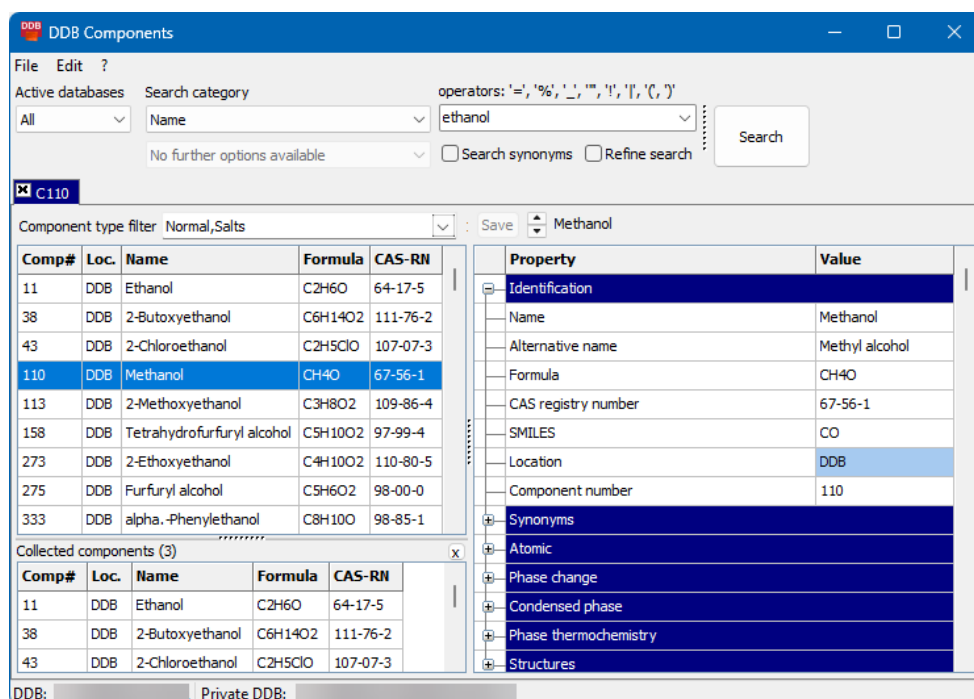 DDB DDB Components
File Edit ?
Active databases Search category operators: '=', '%', '_', '"', '!', '|', '(', ')'
All Name ethanol Search
No further options available Search synonyms Refine search
C110
Component type filter Normal,Salts : Save Methanol
Comp# Loc. Name Formula CAS-RN Property Value
11 DDB Ethanol C2H6O 64-17-5 Identification
38 DDB 2-Butoxyethanol C6H14O2 111-76-2 Name Methanol
43 DDB 2-Chloroethanol C2H5ClO 107-07-3 Alternative name Methyl alcohol
110 DDB Methanol CH4O 67-56-1 Formula CH4O
113 DDB 2-Methoxyethanol C3H8O2 109-86-4 CAS registry number 67-56-1
158 DDB Tetrahydrofurfuryl alcohol C5H10O2 97-99-4 SMILES CO
273 DDB 2-Ethoxyethanol C4H10O2 110-80-5 Location DDB
275 DDB Furfuryl alcohol C5H6O2 98-00-0 Component number 110
333 DDB alpha.-Phenylethanol C8H10O 98-85-1 Synonyms
Collected components (3) x Atomic
Comp# Loc. Name Formula CAS-RN Phase change
11 DDB Ethanol C2H6O 64-17-5 Condensed phase
38 DDB 2-Butoxyethanol C6H14O2 111-76-2 Phase thermochemistry
43 DDB 2-Chloroethanol C2H5ClO 107-07-3 Structures
DDB: Private DDB: